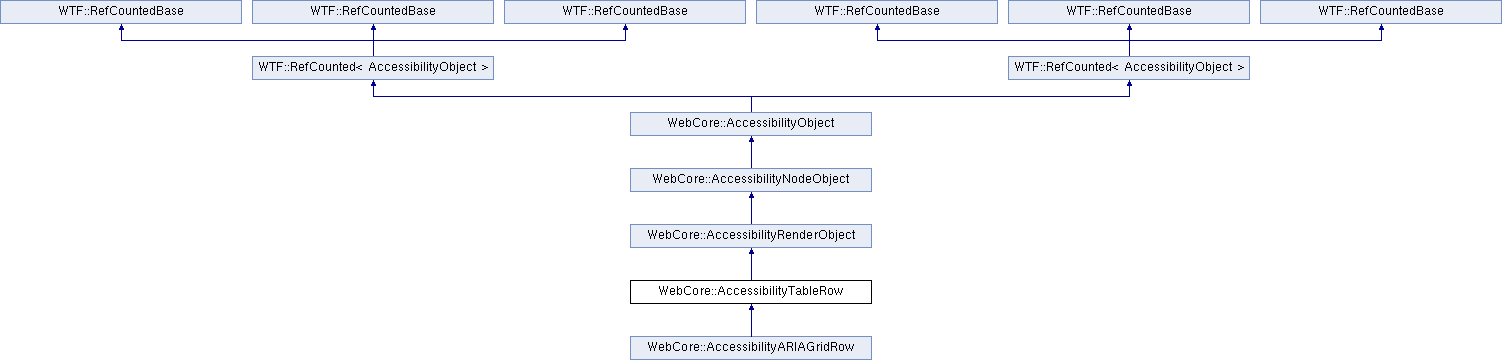 WTF::RefCountedBase
WTF::RefCountedBase
WTF::RefCountedBase
WTF::RefCountedBase
WTF::RefCountedBase
WTF::RefCountedBase
WTF::RefCounted< AccessibilityObject >
WTF::RefCounted< AccessibilityObject >
WebCore::AccessibilityObject
WebCore::AccessibilityNodeObject
WebCore::AccessibilityRenderObject
WebCore::AccessibilityTableRow
WebCore::AccessibilityARIAGridRow